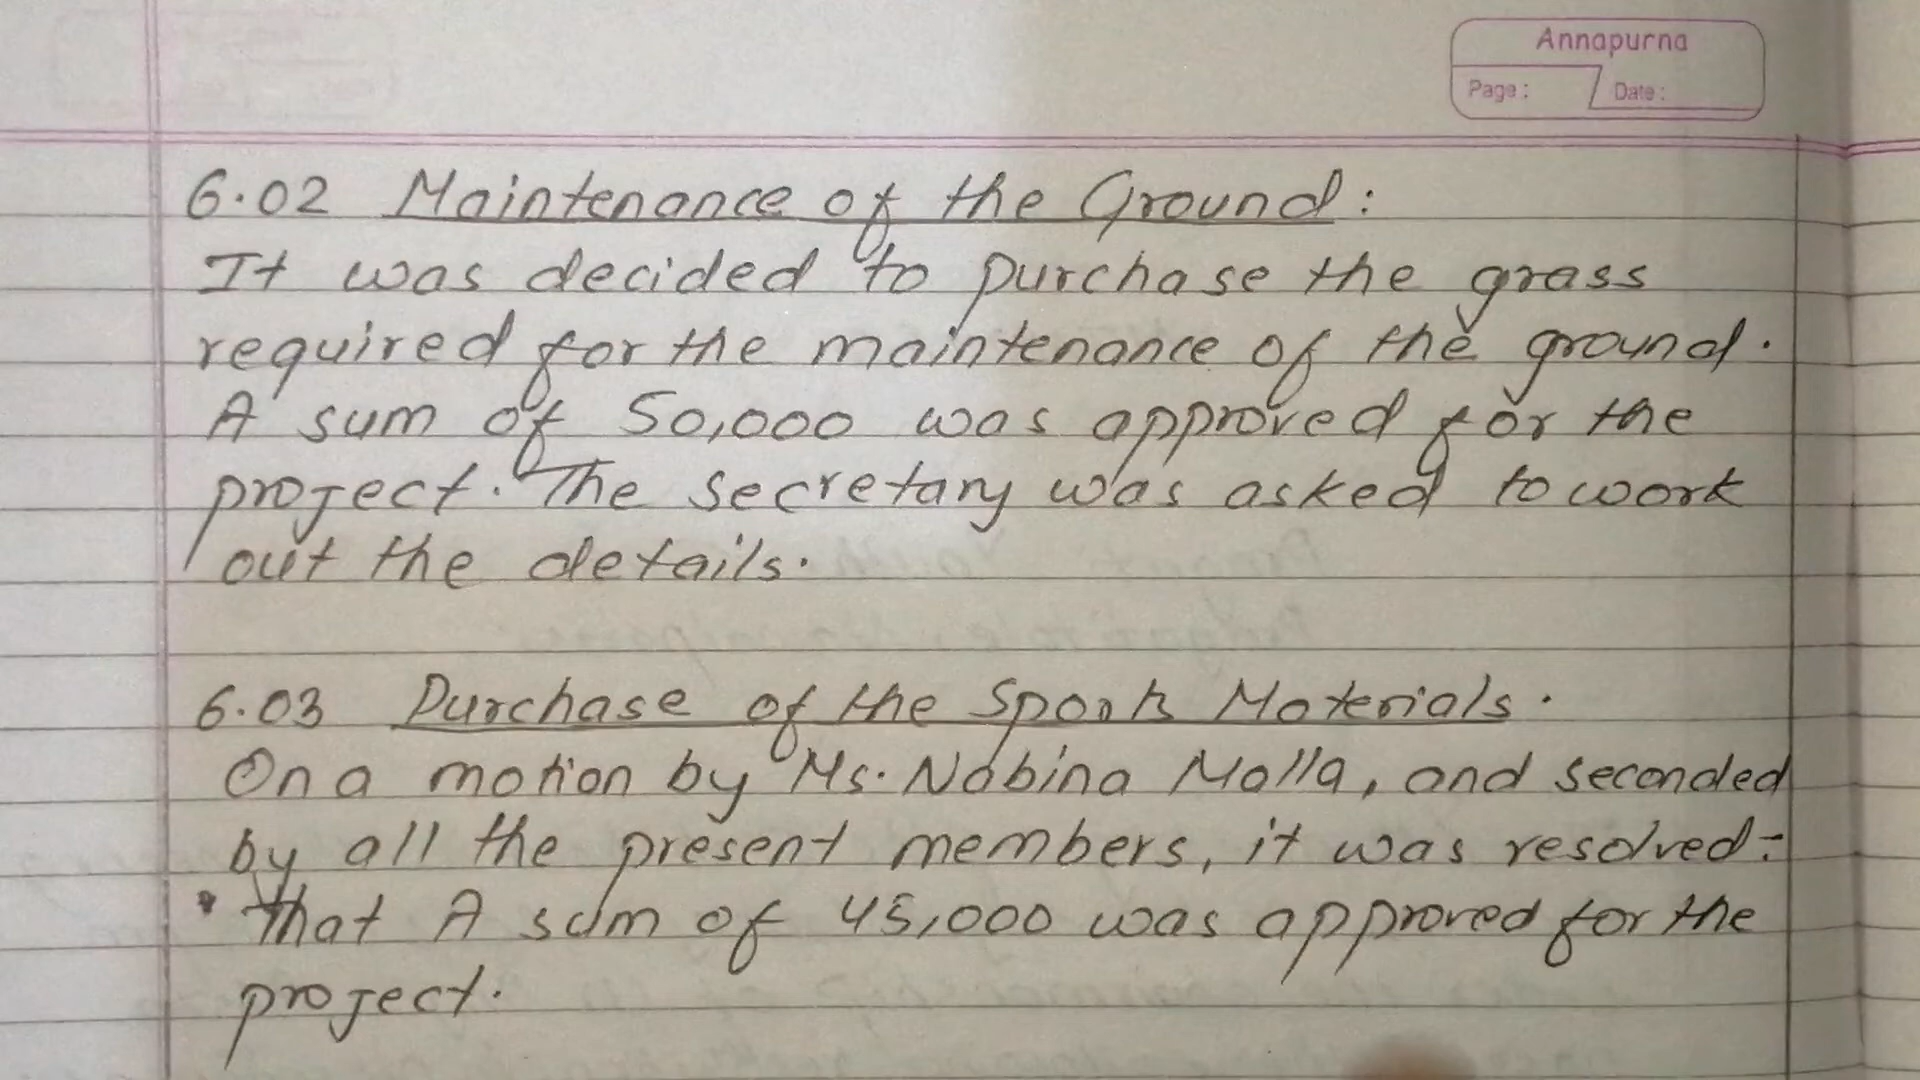 Annapurna
Page : Date :
6.02 Maintenance of the Ground :
It was decided to purchase the grass
required for the maintenance of the ground.
A sum of 50,000 was approved for the
project. The secretary was asked to work
out the details.
6.03 Purchase of the Sports Materials.
On a motion by Ms. Nabina Malla, and seconded
by all the present members, it was resolved:
• that A sum of 45,000 was approved for the
project.